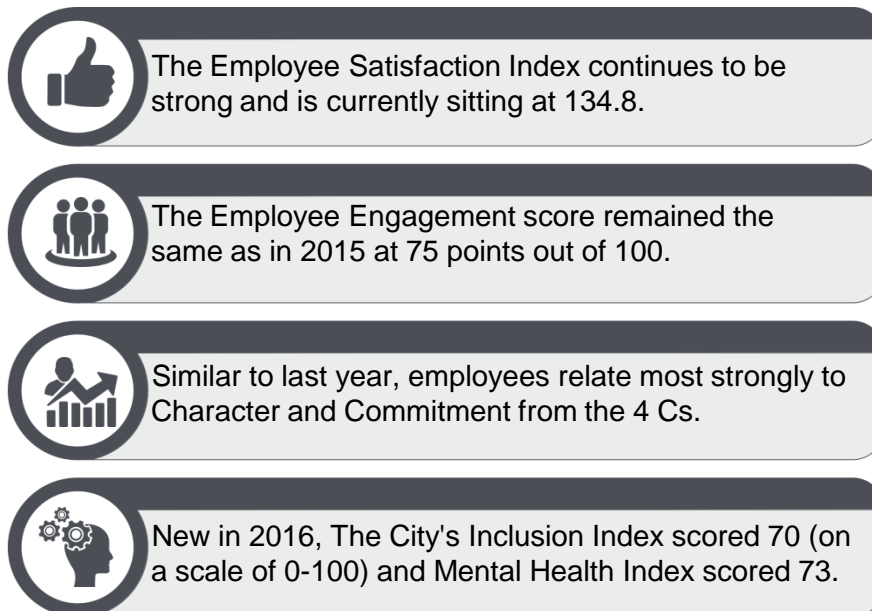 The Employee Satisfaction Index continues to be
strong and is currently sitting at 134.8.
The Employee Engagement score remained the
same as in 2015 at 75 points out of 100.
Similar to last year, employees relate most strongly to
Character and Commitment from the 4 Cs.
New in 2016, The City's Inclusion Index scored 70 (on
a scale of 0-100) and Mental Health Index scored 73.